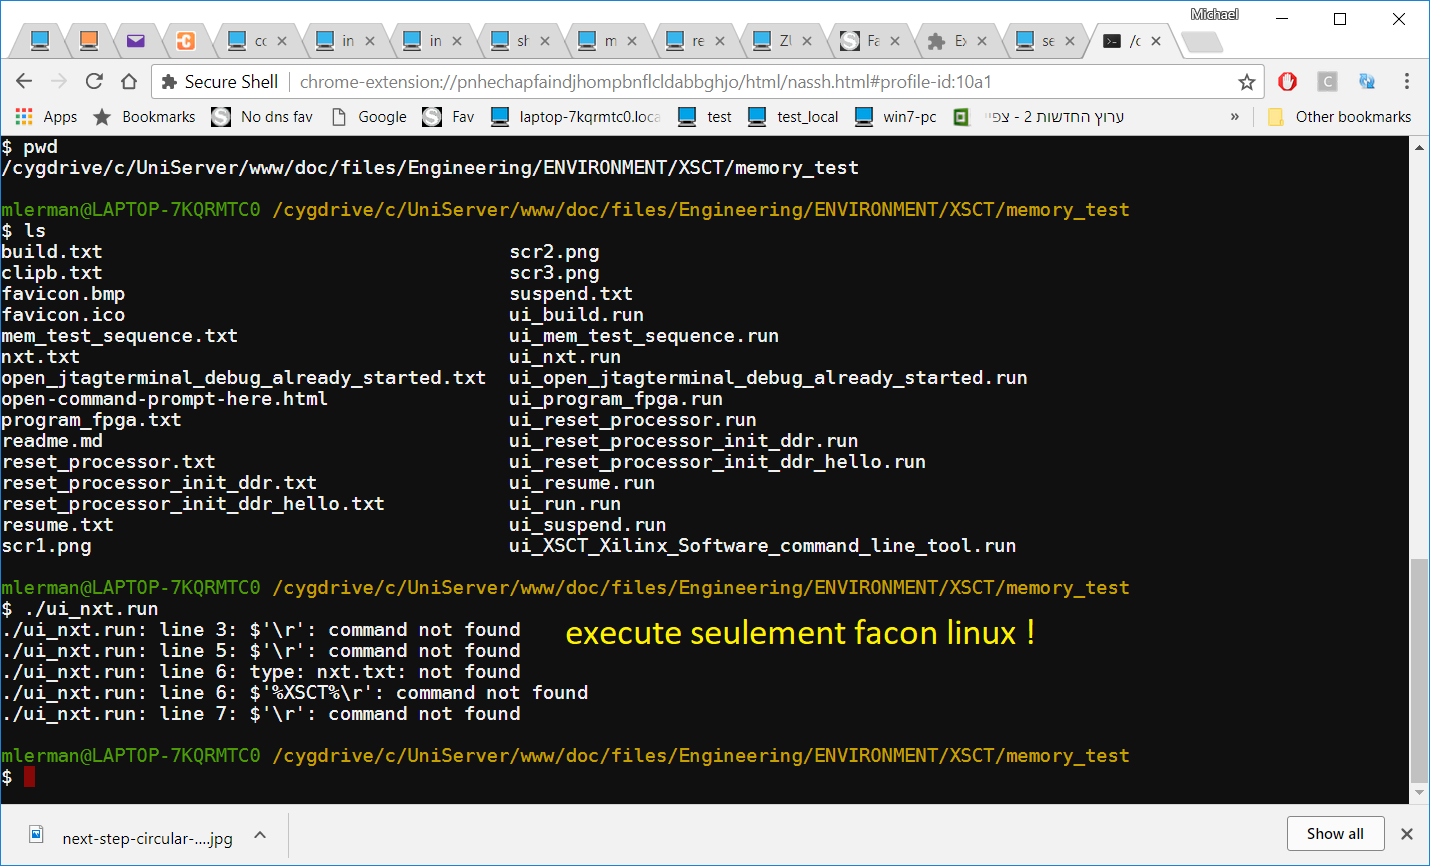 Michael
cc
in
in
sh
m
re
ZU
Fa
Ex
se
/c
Secure Shell
chrome-extension://pnhechapfaindjhompbnflcldabbghjo/html/nassh.html#profile-id:10a1
Apps Bookmarks No dns fav Google Fav laptop-7kqrmtc0.loca test test_local win7-pc ערוץ החדשות 2 - צפיי » Other bookmarks
$ pwd
/cygdrive/c/UniServer/www/doc/files/Engineering/ENVIRONMENT/XSCT/memory_test
mlerman@LAPTOP-7KQRMTC0 /cygdrive/c/UniServer/www/doc/files/Engineering/ENVIRONMENT/XSCT/memory_test
$ ls
build.txt scr2.png
clipb.txt scr3.png
favicon.bmp suspend.txt
favicon.ico ui_build.run
mem_test_sequence.txt ui_mem_test_sequence.run
nxt.txt ui_nxt.run
open_jtagterminal_debug_already_started.txt ui_open_jtagterminal_debug_already_started.run
open-command-prompt-here.html ui_program_fpga.run
program_fpga.txt ui_reset_processor.run
readme.md ui_reset_processor_init_ddr.run
reset_processor.txt ui_reset_processor_init_ddr_hello.run
reset_processor_init_ddr.txt ui_resume.run
reset_processor_init_ddr_hello.txt ui_run.run
resume.txt ui_suspend.run
scr1.png ui_XSCT_Xilinx_Software_command_line_tool.run
mlerman@LAPTOP-7KQRMTC0 /cygdrive/c/UniServer/www/doc/files/Engineering/ENVIRONMENT/XSCT/memory_test
$ ./ui_nxt.run
./ui_nxt.run: line 3: $'\r': command not found
execute seulement facon linux !
./ui_nxt.run: line 5: $'\r': command not found
./ui_nxt.run: line 6: type: nxt.txt: not found
./ui_nxt.run: line 6: $'%XSCT%\r': command not found
./ui_nxt.run: line 7: $'\r': command not found
mlerman@LAPTOP-7KQRMTC0 /cygdrive/c/UniServer/www/doc/files/Engineering/ENVIRONMENT/XSCT/memory_test
$
next-step-circular-....jpg
Show all